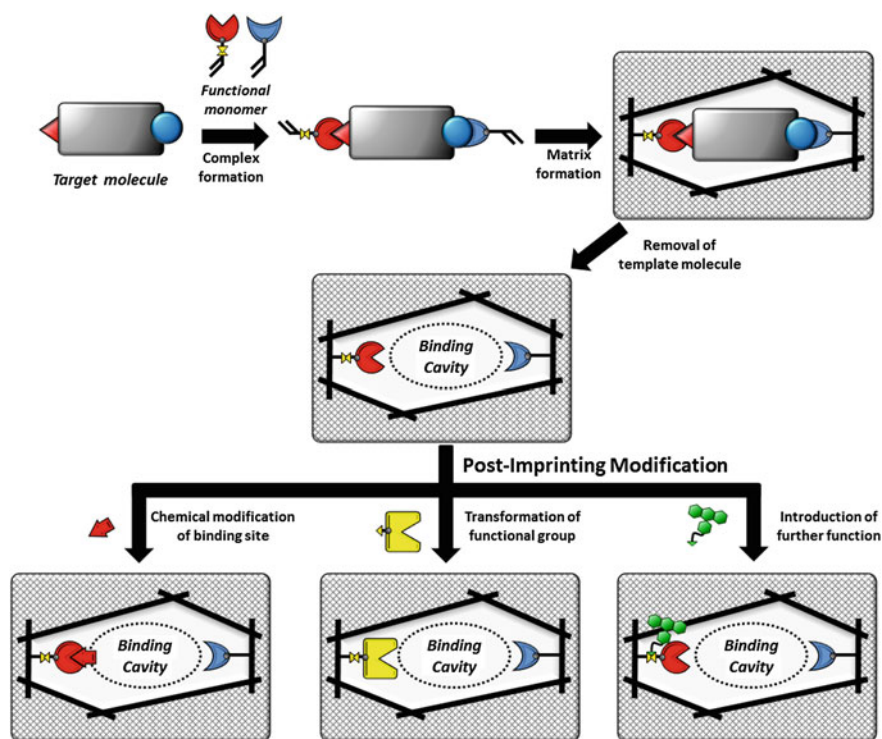 Functional
monomer
Target molecule
Complex
formation
Matrix
formation
Removal of
template molecule
Binding
Cavity
Post-Imprinting Modification
Chemical modification
of binding site
Transformation of
functional group
Introduction of
further function
Binding
Cavity
Binding
Cavity
Binding
Cavity